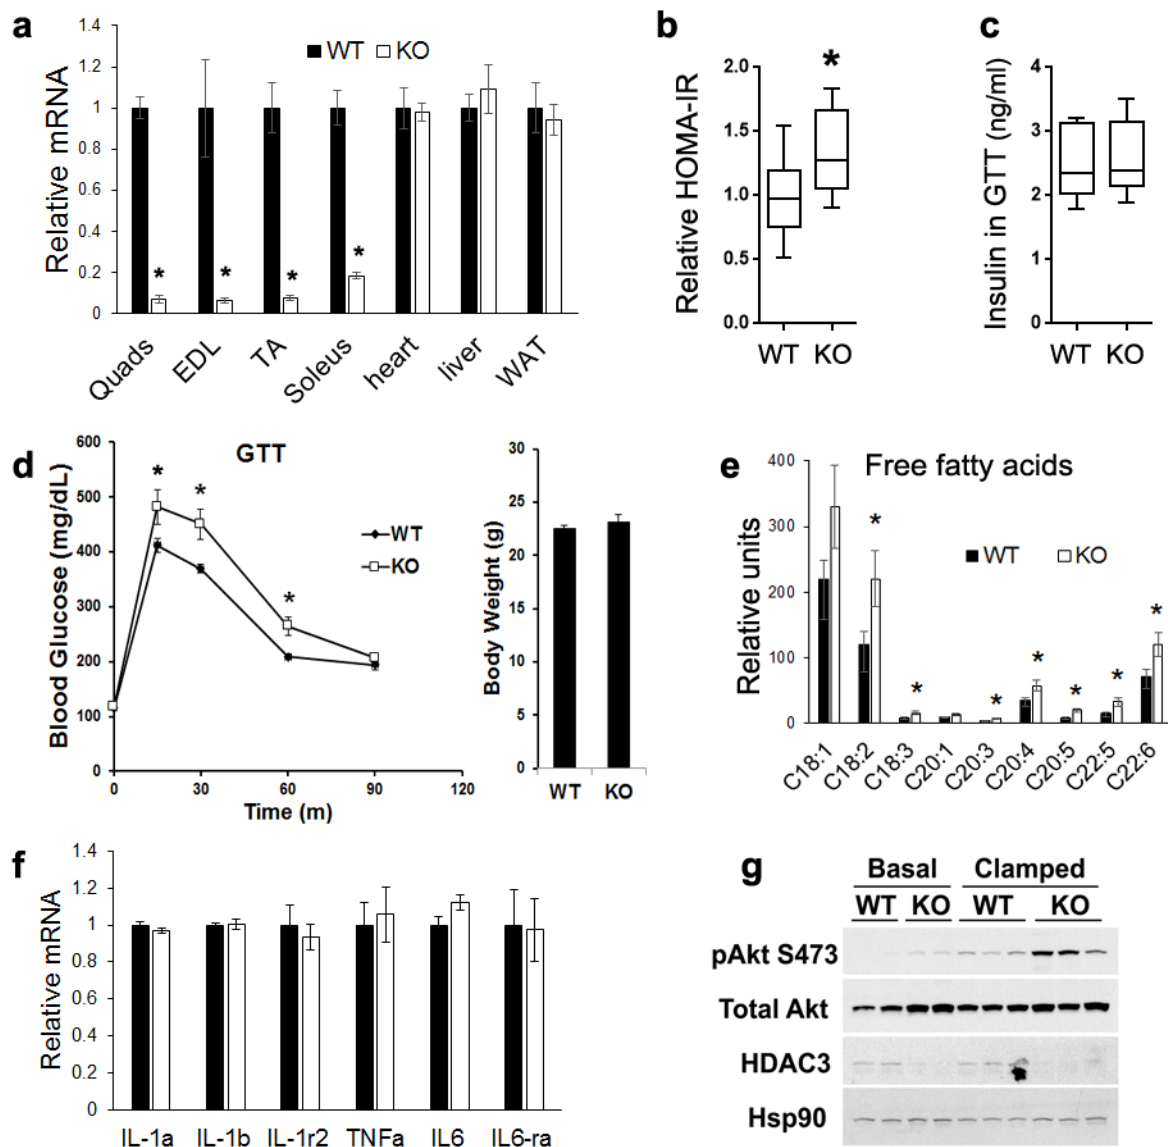 a
Relative mRNA
1.4
1.2
1
0.8
0.6
0.4
0.2
0
WT KO
* * * *
Quads EDL TA Soleus heart liver WAT
b
Relative HOMA-IR
2.0
1.5
1.0
0.5
0.0
*
WT KO
c
Insulin in GTT (ng/ml)
4
3
2
1
0
WT KO
d
GTT
Blood Glucose (mg/dL)
600
500
400
300
200
100
0
* * *
WT
KO
0 30 60 90 120
Time (m)
Body Weight (g)
30
25
20
15
10
5
0
WT KO
e
Free fatty acids
Relative units
400
300
200
100
0
WT KO
* * * * * * *
C18:1 C18:2 C18:3 C20:1 C20:3 C20:4 C20:5 C22:5 C22:6
f
Relative mRNA
1.4
1.2
1
0.8
0.6
0.4
0.2
0
IL-1a IL-1b IL-1r2 TNFa IL6 IL6-ra
g
Basal Clamped
WT KO WT KO
pAkt S473
Total Akt
HDAC3
Hsp90